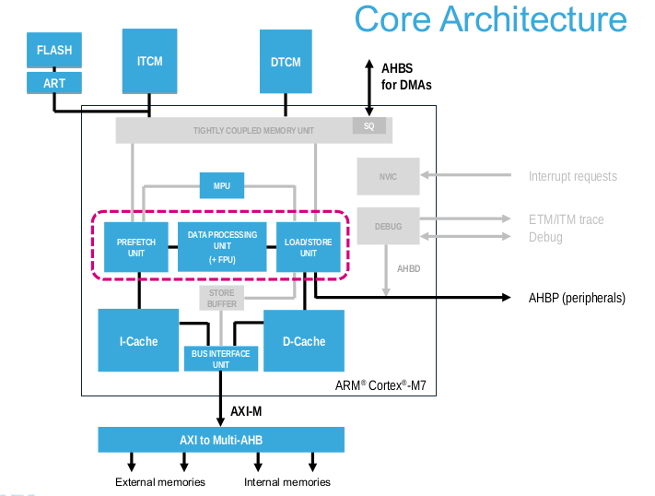 Core Architecture
FLASH
ART
ITCM
DTCM
AHBS
for DMAs
TIGHTLY COUPLED MEMORY UNIT
SQ
MPU
NVIC
Interrupt requests
DEBUG
ETM/ITM trace
Debug
PREFETCH
UNIT
DATA PROCESSING
UNIT
(+ FPU)
LOAD/STORE
UNIT
AHBD
STORE
BUFFER
AHBP (peripherals)
I-Cache
BUS INTERFACE
UNIT
D-Cache
ARM® Cortex®-M7
AXI-M
AXI to Multi-AHB
External memories
Internal memories